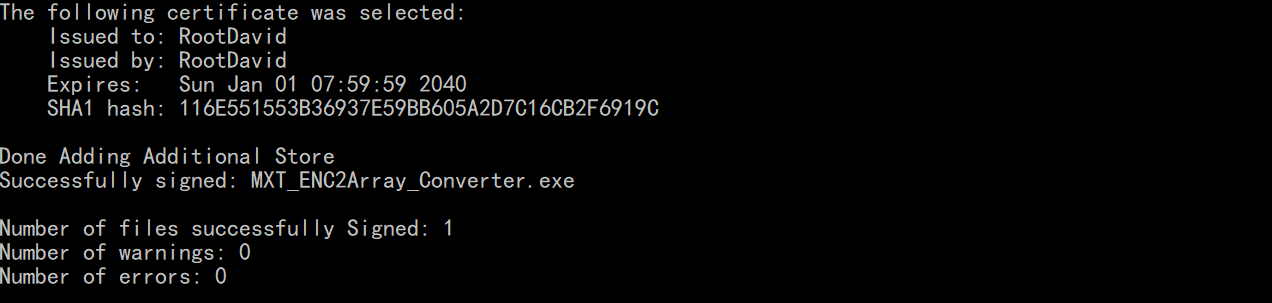 The following certificate was selected:
    Issued to: RootDavid
    Issued by: RootDavid
    Expires:   Sun Jan 01 07:59:59 2040
    SHA1 hash: 116E551553B36937E59BB605A2D7C16CB2F6919C

Done Adding Additional Store
Successfully signed: MXT_ENC2Array_Converter.exe

Number of files successfully Signed: 1
Number of warnings: 0
Number of errors: 0